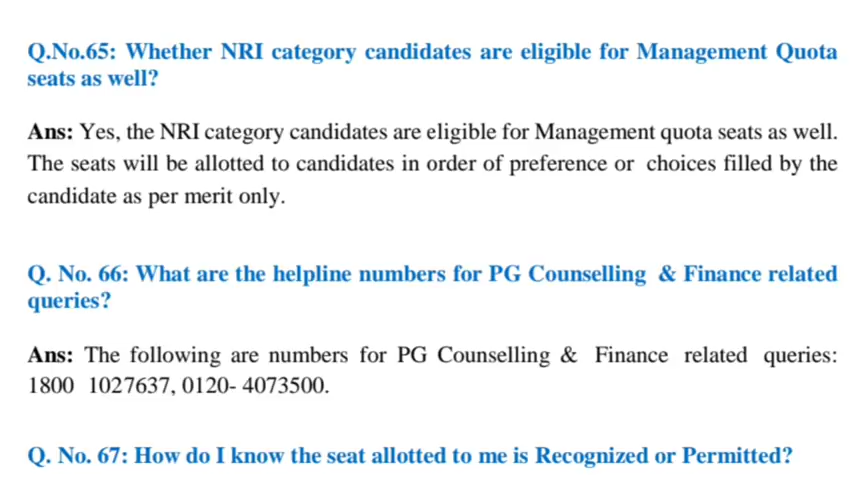 Q.No.65: Whether NRI category candidates are eligible for Management Quota
seats as well?
Ans: Yes, the NRI category candidates are eligible for Management quota seats as well.
The seats will be allotted to candidates in order of preference or choices filled by the
candidate as per merit only.
Q. No. 66: What are the helpline numbers for PG Counselling & Finance related
queries?
Ans: The following are numbers for PG Counselling & Finance related queries:
1800 1027637, 0120- 4073500.
Q. No. 67: How do I know the seat allotted to me is Recognized or Permitted?